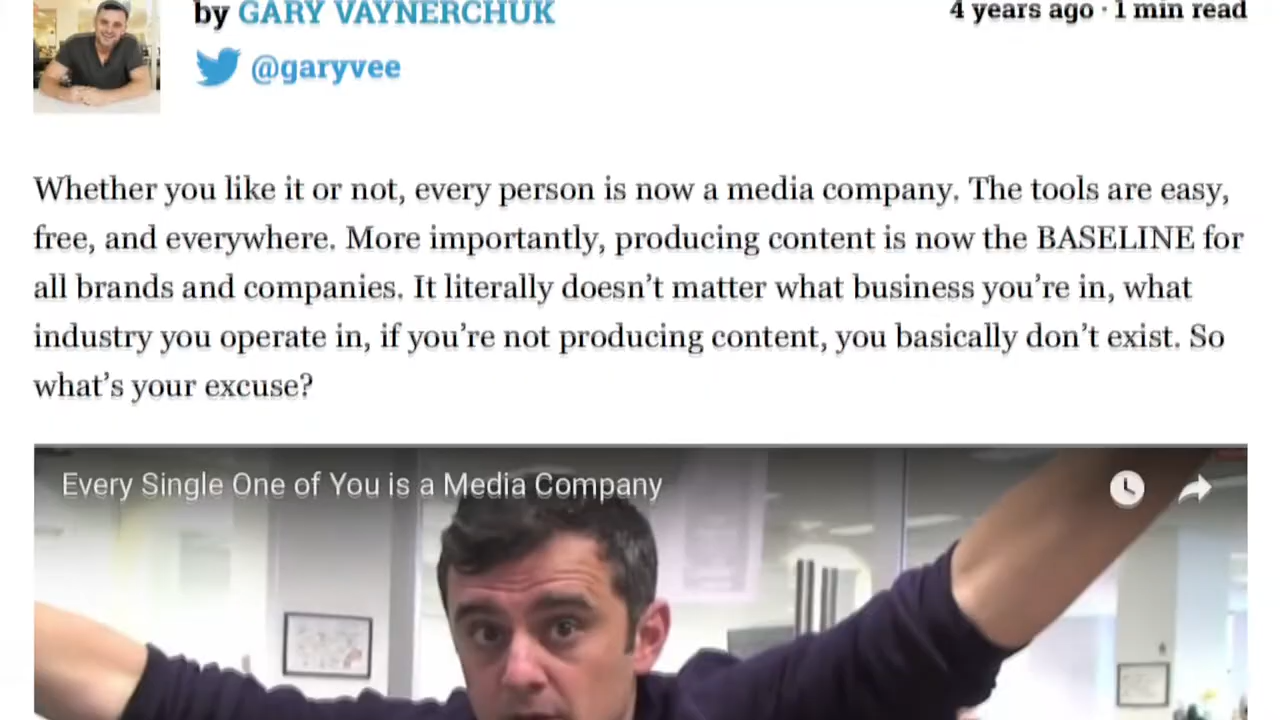 by GARY VAYNERCHUK
4 years ago · 1 min read
@garyvee
Whether you like it or not, every person is now a media company. The tools are easy,
free, and everywhere. More importantly, producing content is now the BASELINE for
all brands and companies. It literally doesn’t matter what business you’re in, what
industry you operate in, if you’re not producing content, you basically don’t exist. So
what’s your excuse?
Every Single One of You is a Media Company